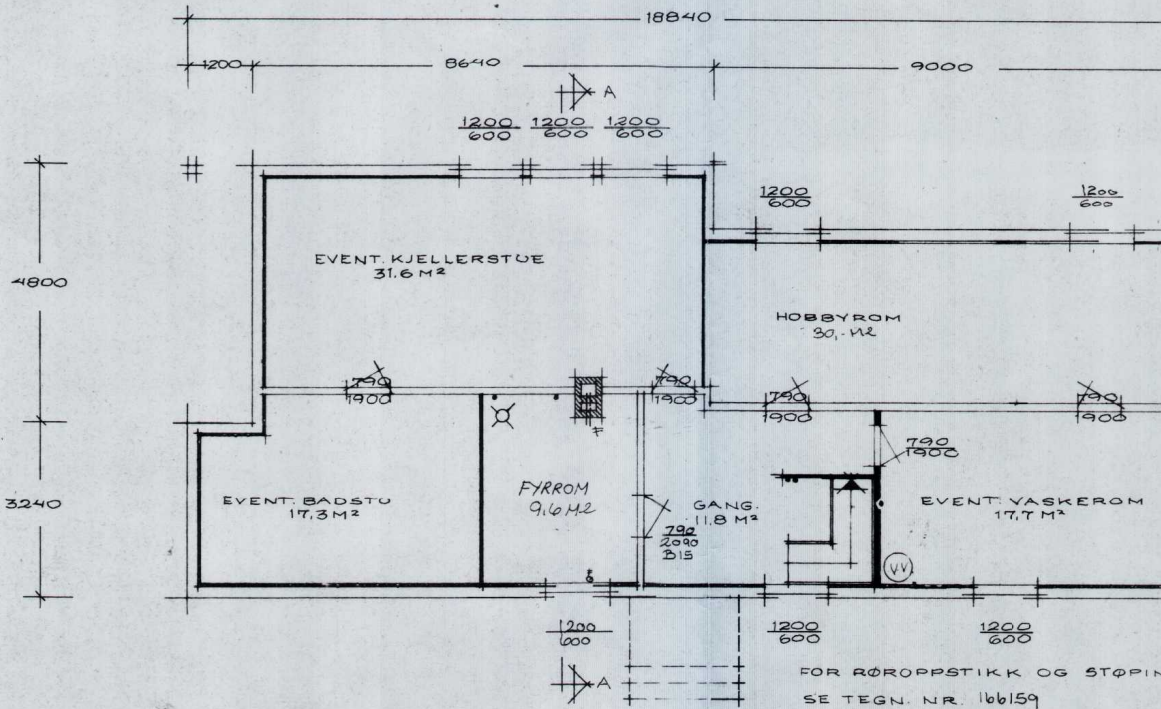 18840
1200
8640
9000
A
1200
600
1200
600
1200
600
1200
600
1200
600
4800
EVENT. KJELLERSTUE
31,6 M²
HOBBYROM
30,- M2
790
1900
790
1900
790
1900
790
1900
F
790
1900
3240
EVENT. BADSTU
17,3 M²
FYRROM
9,6 M2
GANG.
11,8 M²
790
2090
B15
EVENT. VASKEROM
17,7 M²
VV
1200
600
1200
600
1200
600
A
FOR RØROPPSTIKK OG STØPIN
SE TEGN. NR. 166159